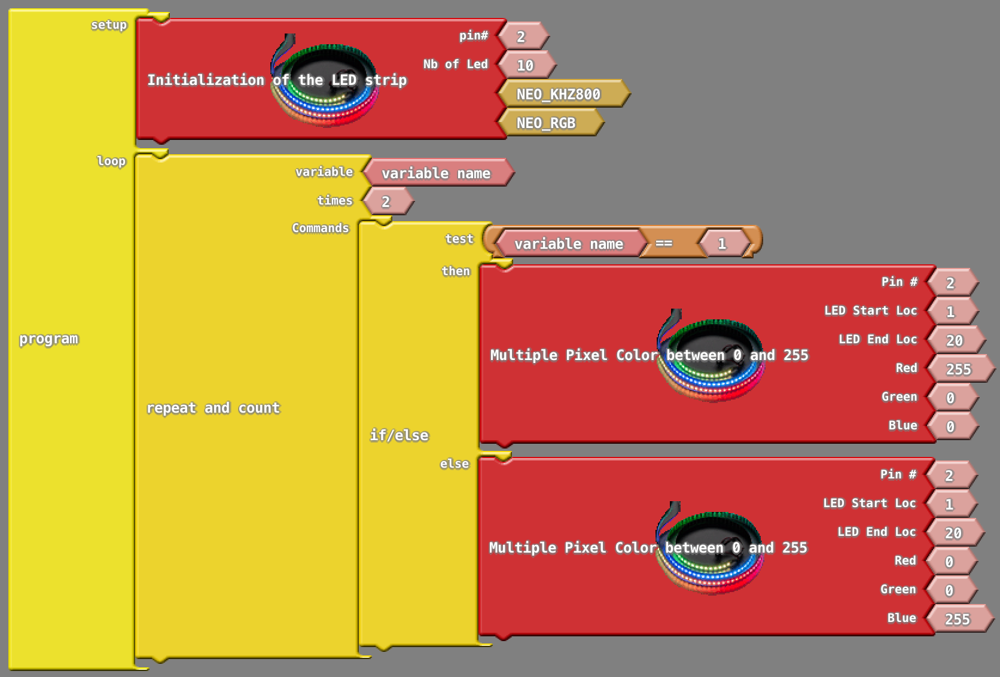 setup
pin# 2
Nb of Led 10
Initialization of the LED strip
NEO_KHZ800
NEO_RGB
loop
variable variable name
times 2
Commands
test variable name == 1
then
Pin # 2
LED Start Loc 1
LED End Loc 20
program
Multiple Pixel Color between 0 and 255
Red 255
Green 0
repeat and count
Blue 0
if/else
else
Pin # 2
LED Start Loc 1
LED End Loc 20
Multiple Pixel Color between 0 and 255
Red 0
Green 0
Blue 255